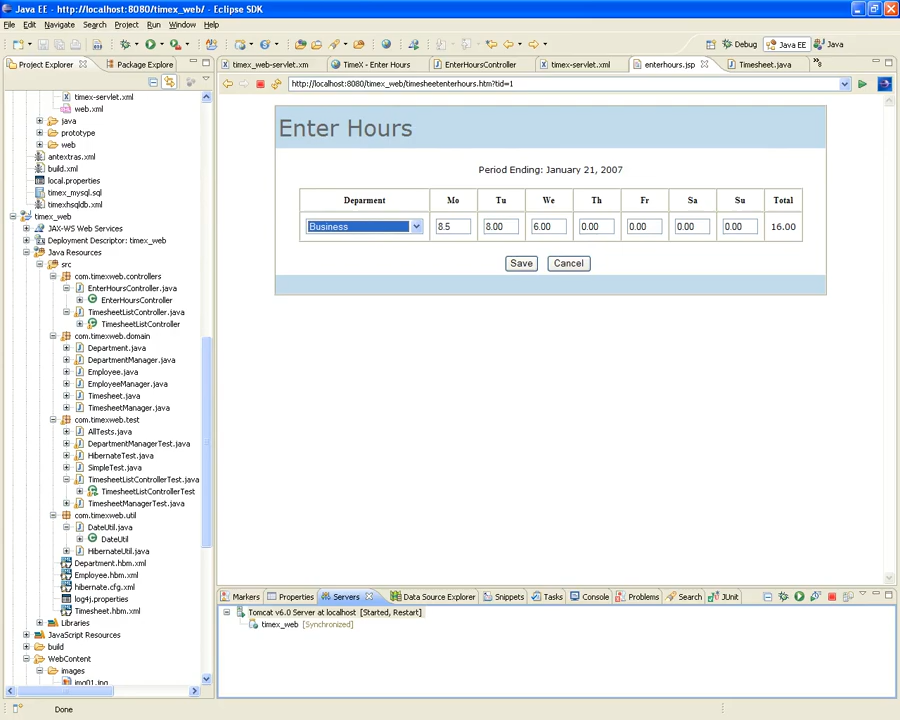 Java EE - http://localhost:8080/timex_web/ - Eclipse SDK
File Edit Navigate Search Project Run Window Help
Debug Java EE Java
Project Explorer Package Explorer
timex_web-servlet.xm TimeX - Enter Hours EnterHoursController timex-servlet.xml enterhours.jsp Timesheet.java
http://localhost:8080/timex_web/timesheetenterhours.htm?tid=1
timex-servlet.xml
web.xml
java
prototype
web
antextras.xml
build.xml
local.properties
timex_mysql.sql
timexhsqldb.xml
timex_web
JAX-WS Web Services
Deployment Descriptor: timex_web
Java Resources
src
com.timexweb.controllers
EnterHoursController.java
EnterHoursController
TimesheetListController.java
TimesheetListController
com.timexweb.domain
Department.java
DepartmentManager.java
Employee.java
EmployeeManager.java
Timesheet.java
TimesheetManager.java
com.timexweb.test
AllTests.java
DepartmentManagerTest.java
HibernateTest.java
SimpleTest.java
TimesheetListControllerTest.java
TimesheetListControllerTest
TimesheetManagerTest.java
com.timexweb.util
DateUtil.java
DateUtil
HibernateUtil.java
Department.hbm.xml
Employee.hbm.xml
hibernate.cfg.xml
log4j.properties
Timesheet.hbm.xml
Libraries
JavaScript Resources
build
WebContent
images
img01.jpg
Enter Hours
Period Ending: January 21, 2007
Deparment Mo Tu We Th Fr Sa Su Total
Business 8.5 8.00 6.00 0.00 0.00 0.00 0.00 16.00
Save Cancel
Markers Properties Servers Data Source Explorer Snippets Tasks Console Problems Search JUnit
Tomcat v6.0 Server at localhost [Started, Restart]
timex_web [Synchronized]
Done